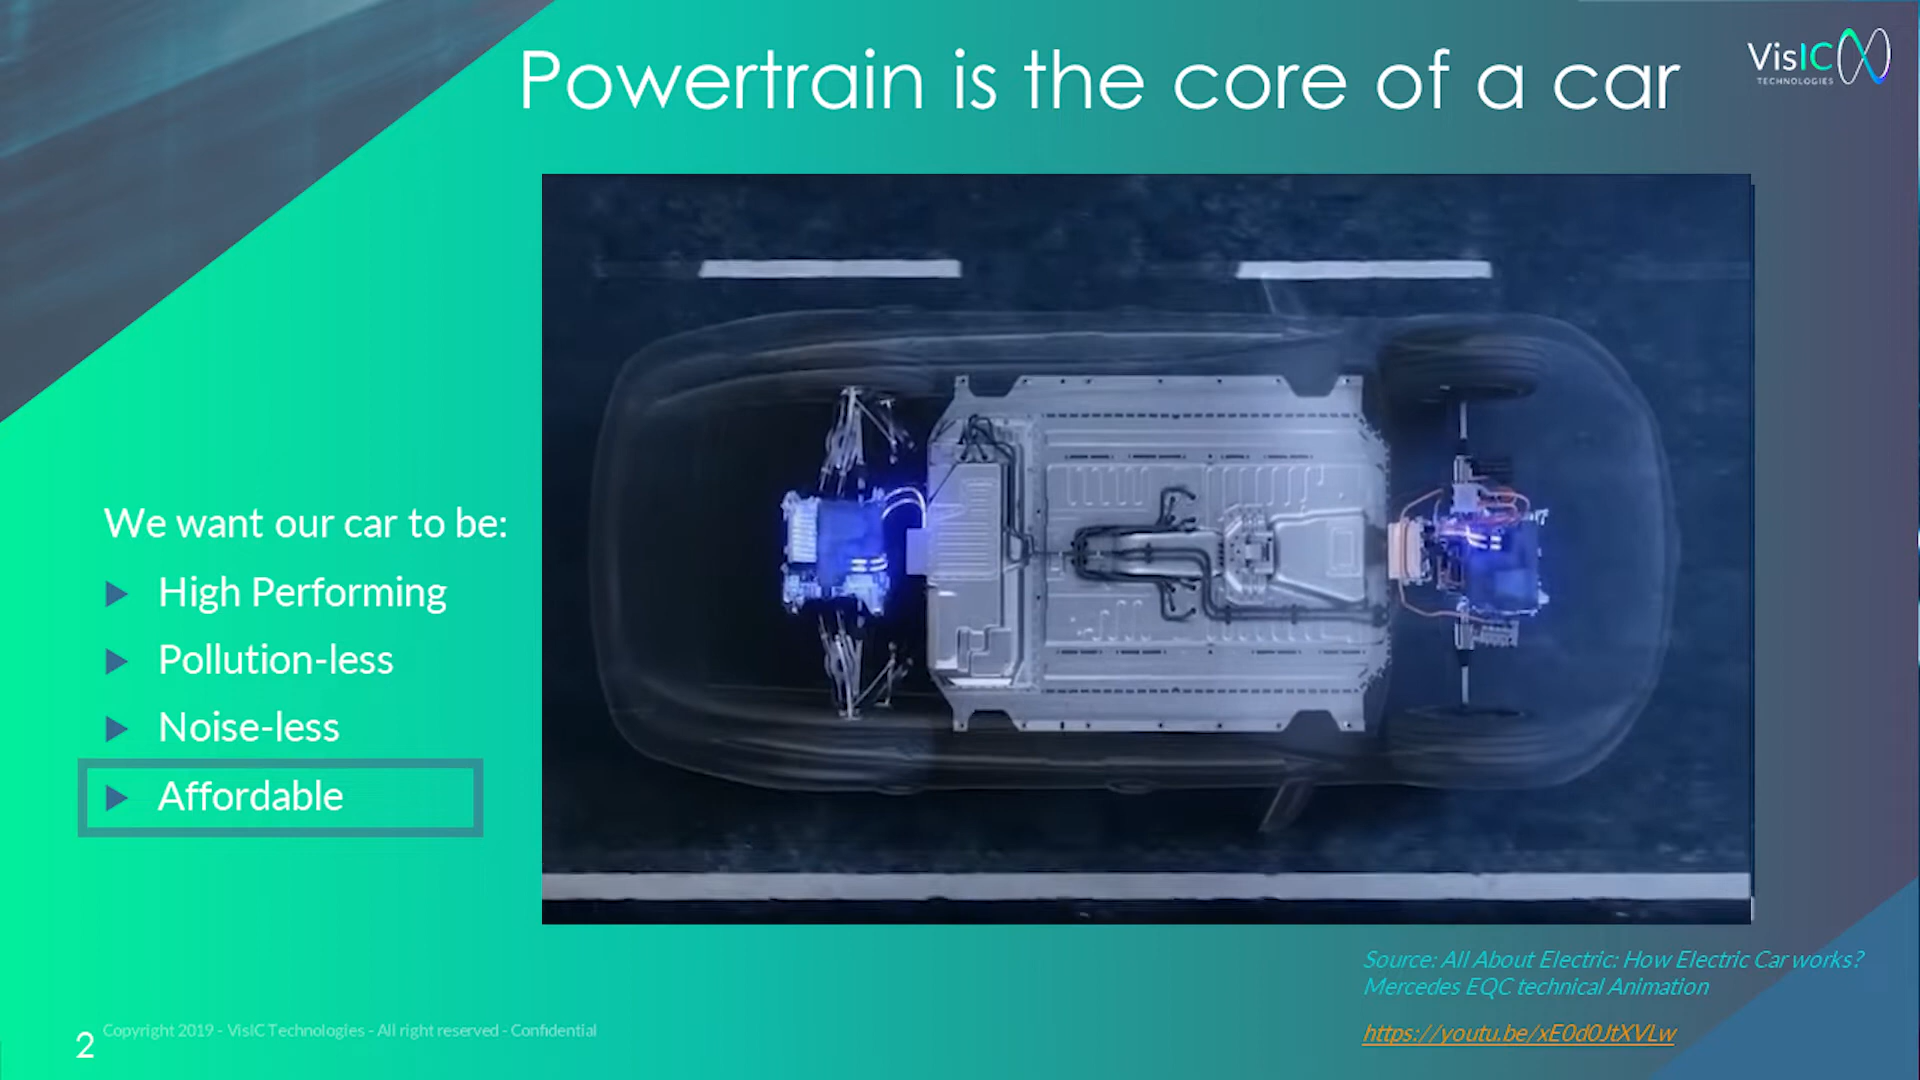 Powertrain is the core of a car
VisIC
TECHNOLOGIES
We want our car to be:
High Performing
Pollution-less
Noise-less
Affordable
Source: All About Electric: How Electric Car works?
Mercedes EQC technical Animation
https://youtu.be/xE0d0JtXVLw
2
Copyright 2019 - VisIC Technologies - All right reserved - Confidential